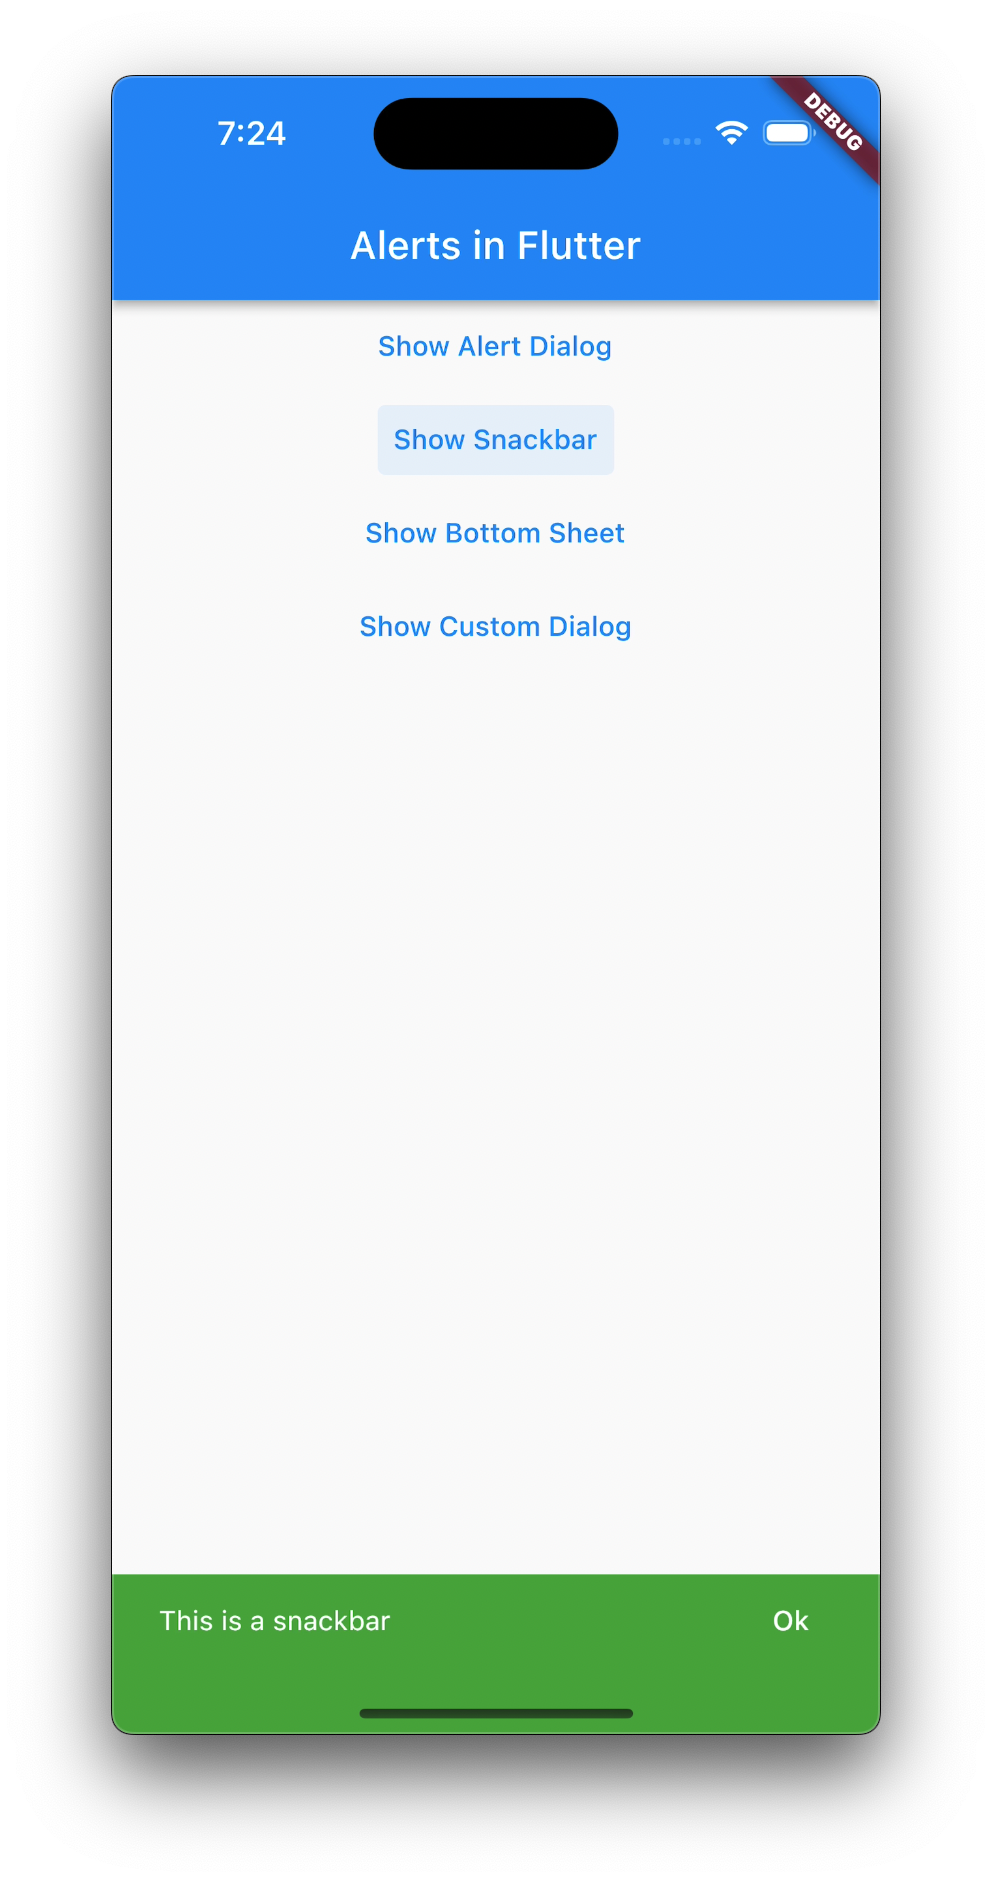 7:24
DEBUG
Alerts in Flutter
Show Alert Dialog
Show Snackbar
Show Bottom Sheet
Show Custom Dialog
This is a snackbar
Ok